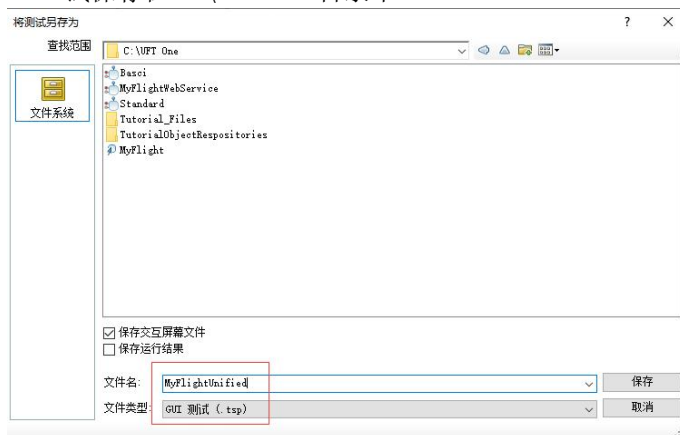 将测试另存为
?
查找范围
C:\UFT One
文件系统
Basci
MyFlightWebService
Standard
Tutorial_Files
TutorialObjectRespositories
MyFlight
保存交互屏幕文件
保存运行结果
文件名:
MyFlightUnified
保存
文件类型:
GUI 测试 (.tsp)
取消